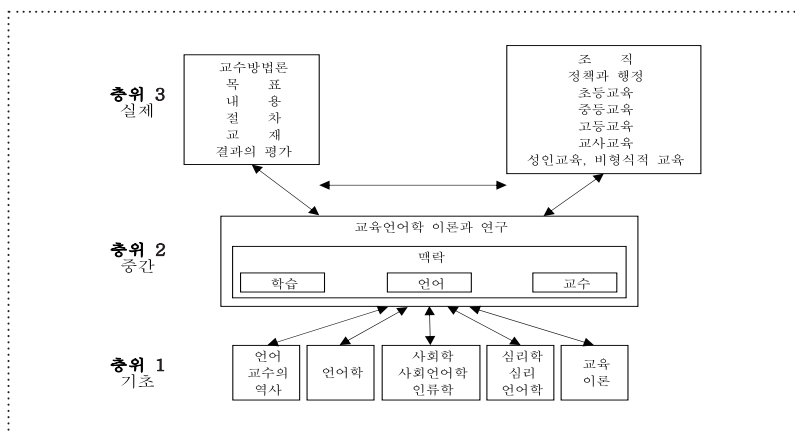 층위 3
실제
교수방법론
목 표
내 용
절 차
교 재
결과의 평가
조 직
정책과 행정
초등교육
중등교육
고등교육
교사교육
성인교육, 비형식적 교육
층위 2
중간
교육언어학 이론과 연구
맥락
학습
언어
교수
층위 1
기초
언어
교수의
역사
언어학
사회학
사회언어학
인류학
심리학
심리
언어학
교육
이론